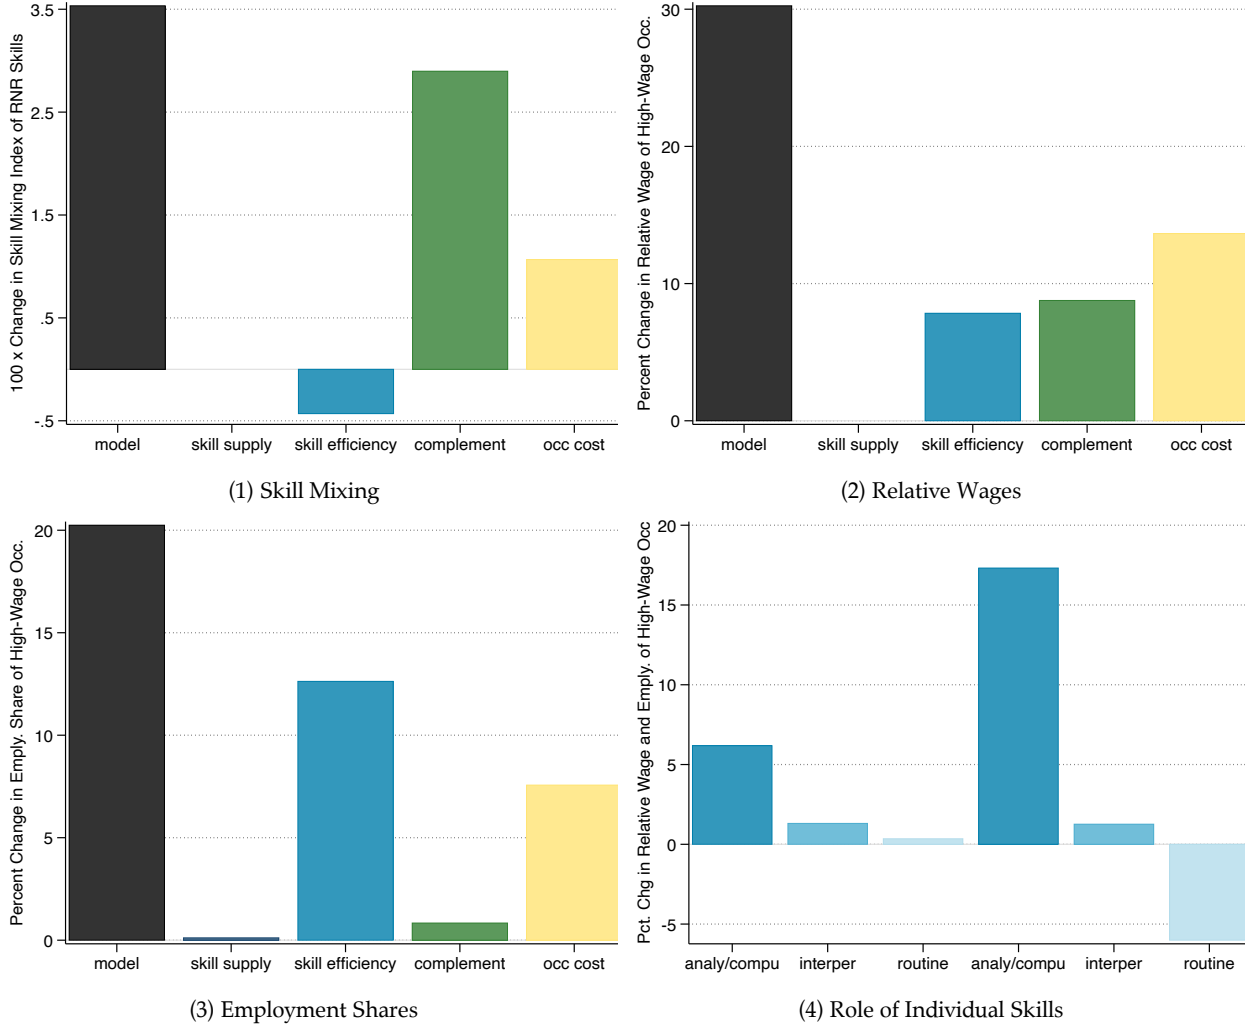 100 x Change in Skill Mixing Index of RNR Skills
3.5
2.5
1.5
.5
-.5
model skill supply skill efficiency complement occ cost
(1) Skill Mixing
Percent Change in Relative Wage of High-Wage Occ.
30
20
10
0
model skill supply skill efficiency complement occ cost
(2) Relative Wages
Percent Change in Emply. Share of High-Wage Occ.
20
15
10
5
0
model skill supply skill efficiency complement occ cost
(3) Employment Shares
Pct. Chg in Relative Wage and Emply. of High-Wage Occ
20
15
10
5
0
-5
analy/compu interper routine analy/compu interper routine
(4) Role of Individual Skills